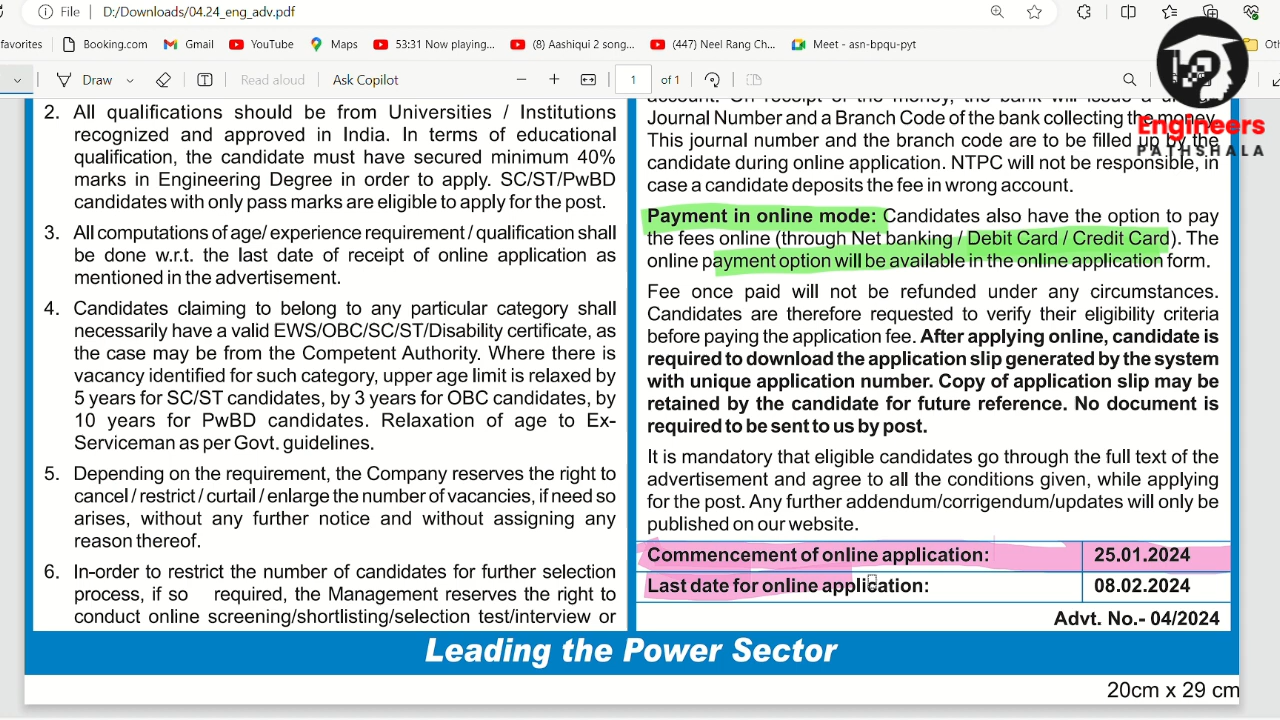 File D:/Downloads/04.24_eng_adv.pdf
favorites Booking.com Gmail YouTube Maps 53:31 Now playing... (8) Aashiqui 2 song... (447) Neel Rang Ch... Meet - asn-bpqu-pyt
Draw Read aloud Ask Copilot 1 of 1
Engineers
PATHSHALA
2. All qualifications should be from Universities / Institutions
recognized and approved in India. In terms of educational
qualification, the candidate must have secured minimum 40%
marks in Engineering Degree in order to apply. SC/ST/PwBD
candidates with only pass marks are eligible to apply for the post.
3. All computations of age/ experience requirement / qualification shall
be done w.r.t. the last date of receipt of online application as
mentioned in the advertisement.
4. Candidates claiming to belong to any particular category shall
necessarily have a valid EWS/OBC/SC/ST/Disability certificate, as
the case may be from the Competent Authority. Where there is
vacancy identified for such category, upper age limit is relaxed by
5 years for SC/ST candidates, by 3 years for OBC candidates, by
10 years for PwBD candidates. Relaxation of age to Ex-
Serviceman as per Govt. guidelines.
5. Depending on the requirement, the Company reserves the right to
cancel / restrict / curtail / enlarge the number of vacancies, if need so
arises, without any further notice and without assigning any
reason thereof.
6. In-order to restrict the number of candidates for further selection
process, if so required, the Management reserves the right to
conduct online screening/shortlisting/selection test/interview or
account. On receipt of the money, the bank will issue a
Journal Number and a Branch Code of the bank collecting the money.
This journal number and the branch code are to be filled up by the
candidate during online application. NTPC will not be responsible, in
case a candidate deposits the fee in wrong account.
Payment in online mode: Candidates also have the option to pay
the fees online (through Net banking / Debit Card / Credit Card). The
online payment option will be available in the online application form.
Fee once paid will not be refunded under any circumstances.
Candidates are therefore requested to verify their eligibility criteria
before paying the application fee. After applying online, candidate is
required to download the application slip generated by the system
with unique application number. Copy of application slip may be
retained by the candidate for future reference. No document is
required to be sent to us by post.
It is mandatory that eligible candidates go through the full text of the
advertisement and agree to all the conditions given, while applying
for the post. Any further addendum/corrigendum/updates will only be
published on our website.
Commencement of online application: 25.01.2024
Last date for online application: 08.02.2024
Advt. No.- 04/2024
Leading the Power Sector
20cm x 29 cm